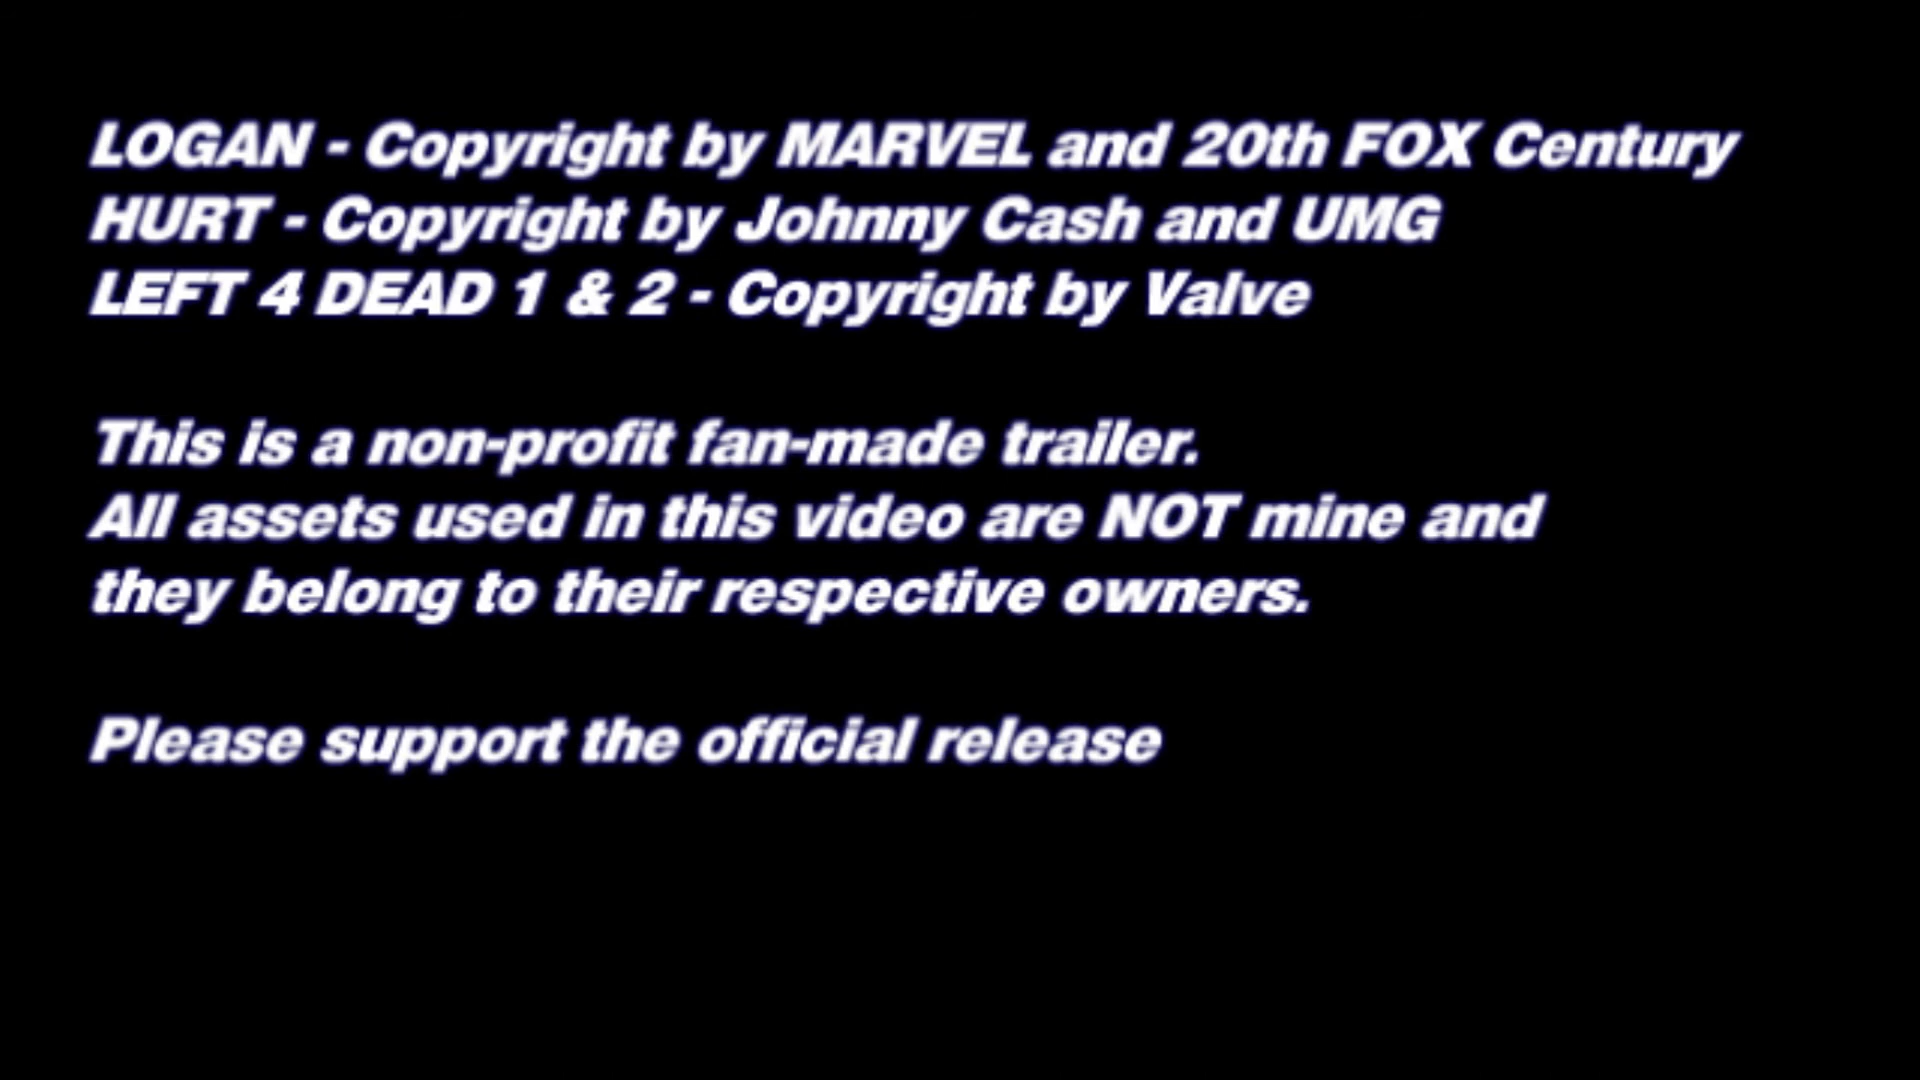 LOGAN - Copyright by MARVEL and 20th FOX Century
HURT - Copyright by Johnny Cash and UMG
LEFT 4 DEAD 1 & 2 - Copyright by Valve
This is a non-profit fan-made trailer.
All assets used in this video are NOT mine and
they belong to their respective owners.
Please support the official release